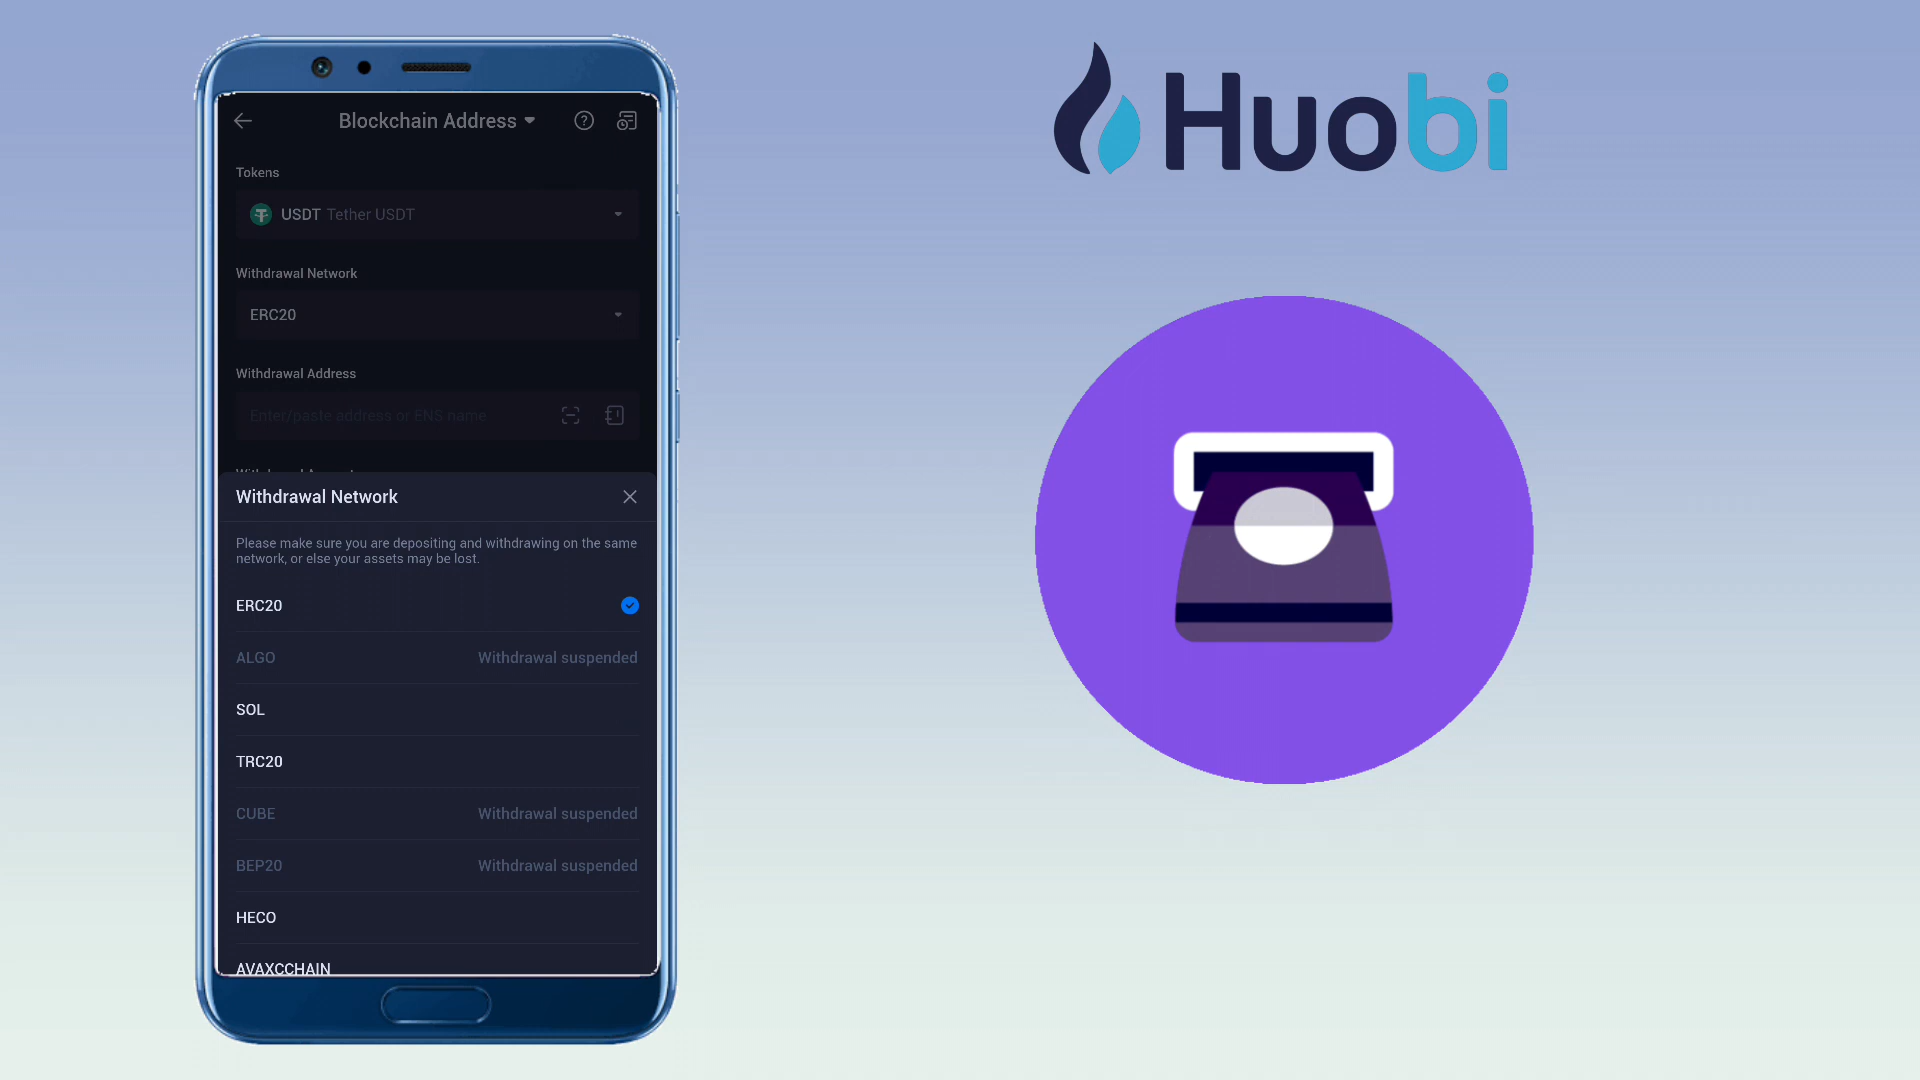 Huobi
Blockchain Address
Tokens
USDT Tether USDT
Withdrawal Network
ERC20
Withdrawal Address
Enter/paste address or ENS name
Withdrawal Network
Please make sure you are depositing and withdrawing on the same
network, or else your assets may be lost.
ERC20
ALGO Withdrawal suspended
SOL
TRC20
CUBE Withdrawal suspended
BEP20 Withdrawal suspended
HECO
AVAXCCHAIN